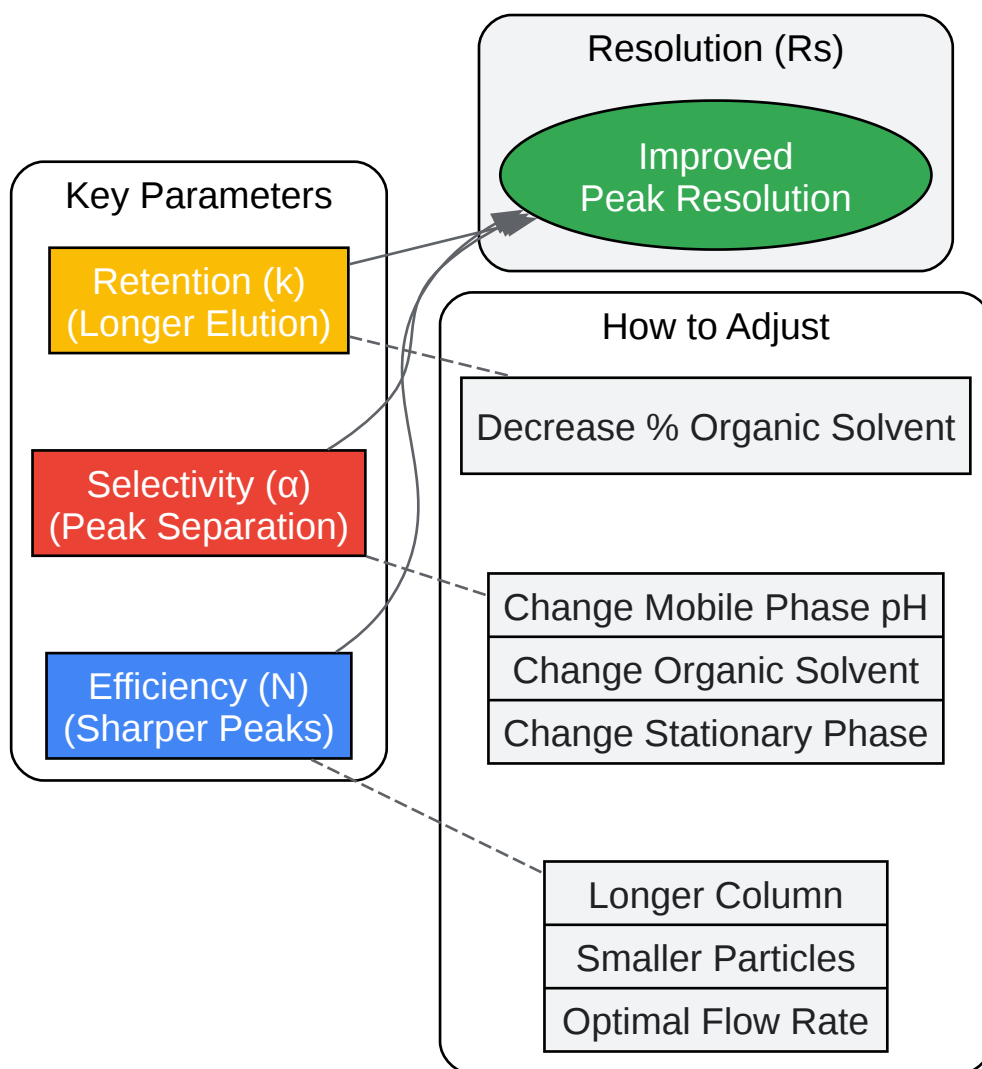 Resolution (Rs)
Improved
Peak Resolution
Key Parameters
Retention (k)
(Longer Elution)
Selectivity (α)
(Peak Separation)
Efficiency (N)
(Sharper Peaks)
How to Adjust
Decrease % Organic Solvent
Change Mobile Phase pH
Change Organic Solvent
Change Stationary Phase
Longer Column
Smaller Particles
Optimal Flow Rate